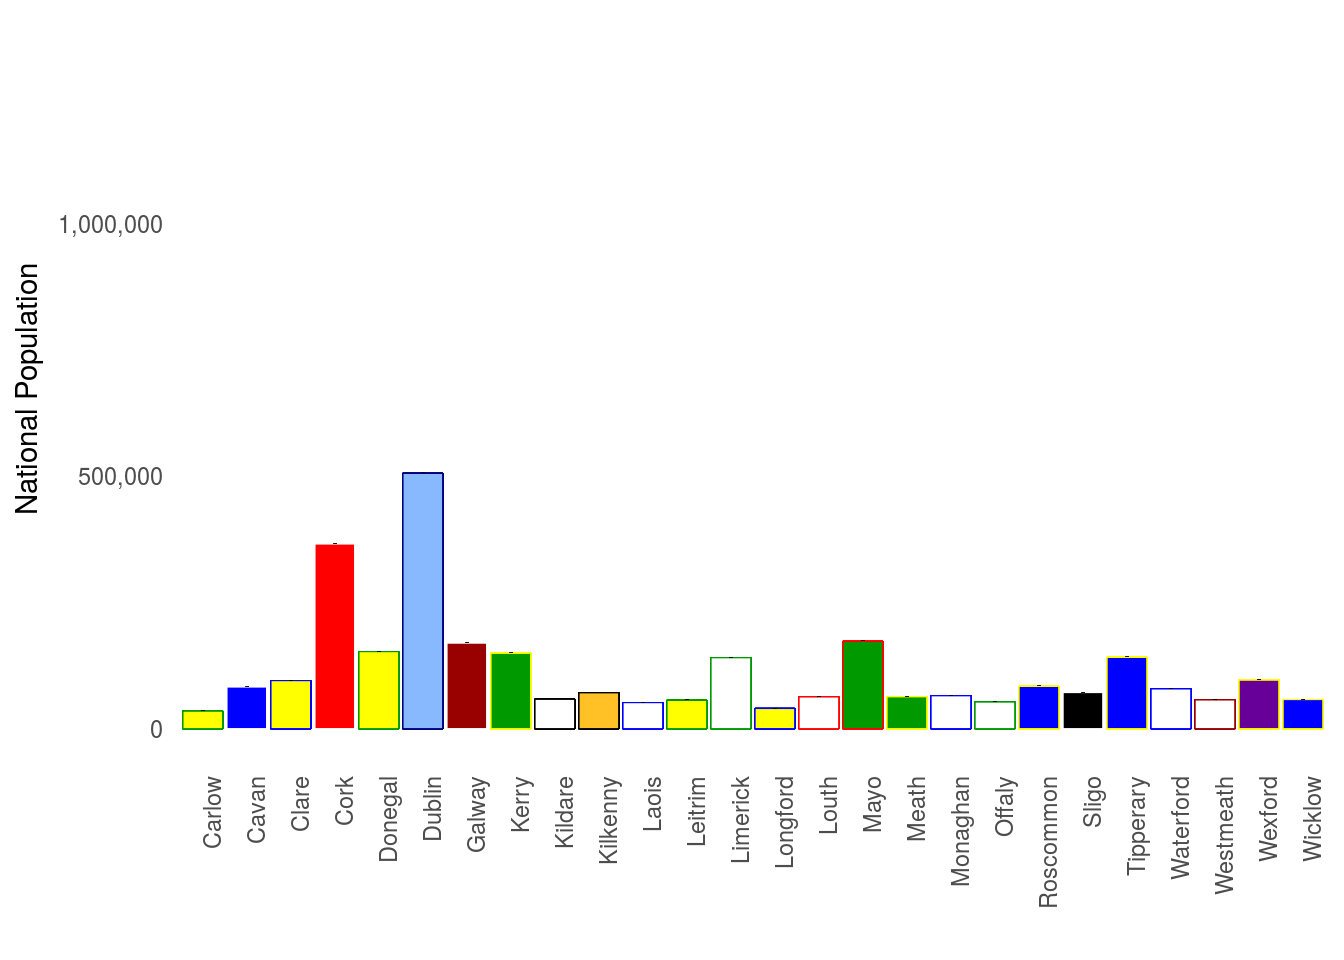 National Population
1,000,000
500,000
0
Carlow
Cavan
Clare
Cork
Donegal
Dublin
Galway
Kerry
Kildare
Kilkenny
Laois
Leitrim
Limerick
Longford
Louth
Mayo
Meath
Monaghan
Offaly
Roscommon
Sligo
Tipperary
Waterford
Westmeath
Wexford
Wicklow